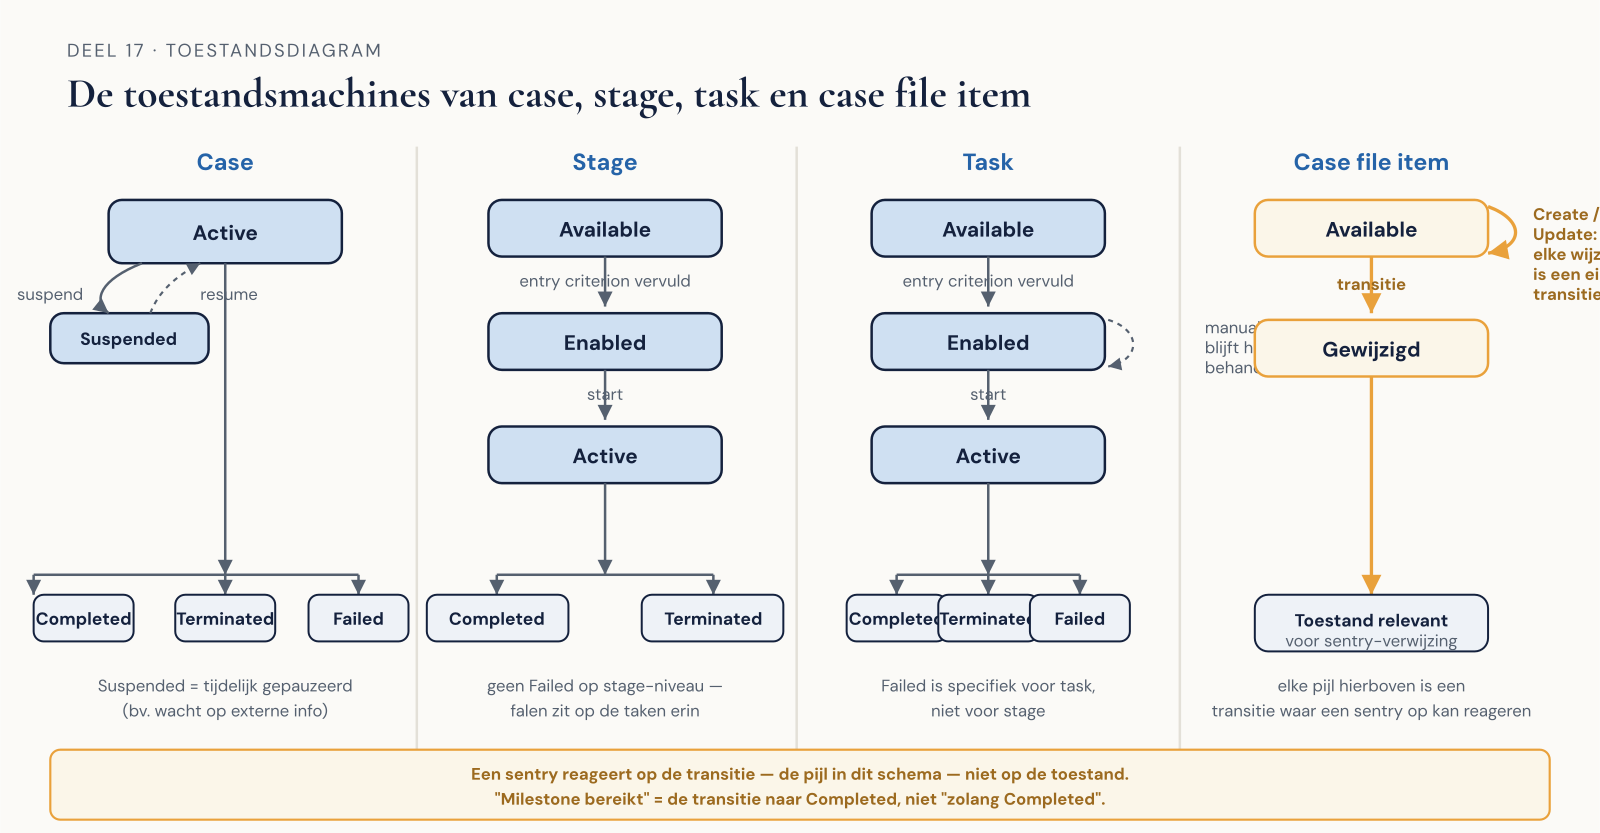 DEEL 17 · TOESTANDSDIAGRAM
De toestandsmachines van case, stage, task en case file item
Case
Active
suspend
resume
Suspended
Completed
Terminated
Failed
Suspended = tijdelijk gepauzeerd
(bv. wacht op externe info)
Stage
Available
entry criterion vervuld
Enabled
start
Active
Completed
Terminated
geen Failed op stage-niveau —
falen zit op de taken erin
Task
Available
entry criterion vervuld
Enabled
start
Active
Completed
Terminated
Failed
Failed is specifiek voor task,
niet voor stage
Case file item
Available
Create /
Update:
elke
is een
transitie
transitie
blijft
Gewijzigd
Toestand relevant
voor sentry-verwijzing
elke pijl hierboven is een
transitie waar een sentry op kan reageren
Een sentry reageert op de transitie — de pijl in dit schema — niet op de toestand.
"Milestone bereikt" = de transitie naar Completed, niet "zolang Completed".